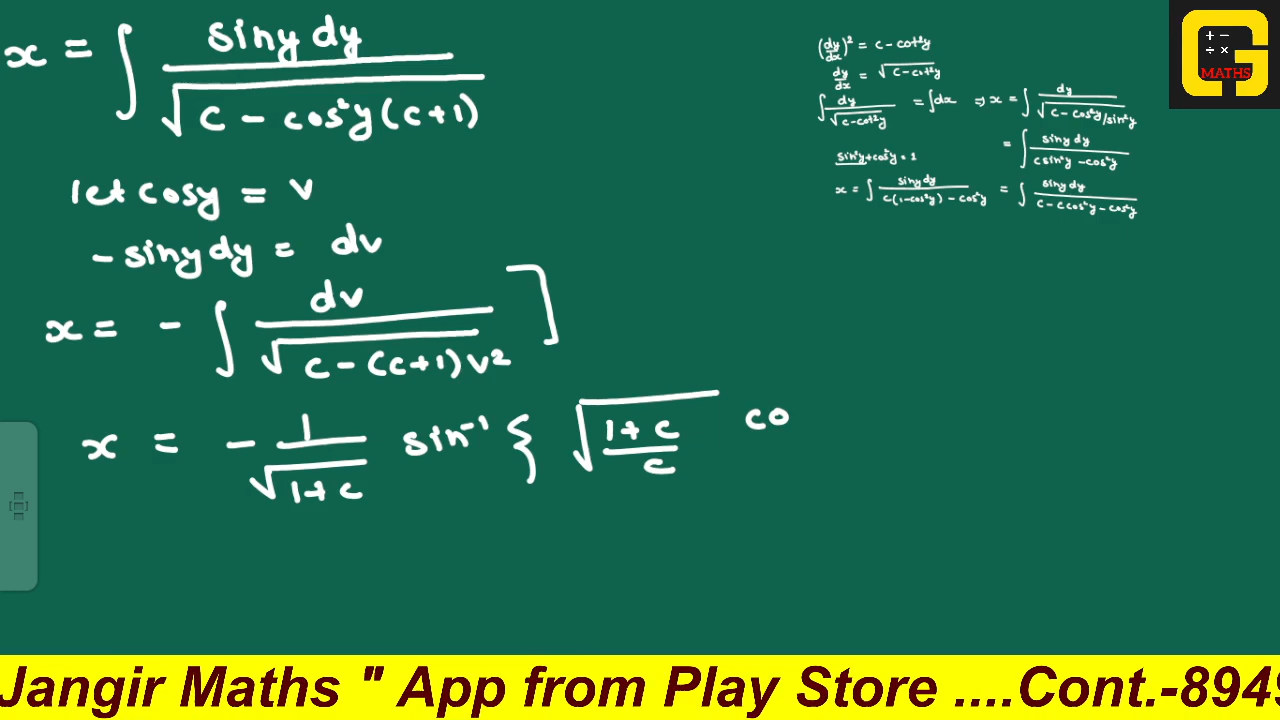 x = ∫ siny dy / √(c - cos²y(c+1))
let cosy = v
- siny dy = dv
x = - ∫ dv / √(c - (c+1)v²) ]
x = - 1/√(1+c) sin⁻¹ { √((1+c)/c) co
(dy/dx)² = c - cot²y
dy/dx = √(c - cot²y)
∫ dy/√(c-cot²y) = ∫dx ⇒ x = ∫ dy / √(c - cos²y/sin²y)
= ∫ siny dy / csin²y - cos²y
sin²y + cos²y = 1
x = ∫ siny dy / c(1-cos²y) - cos²y = ∫ siny dy / c - c cos²y - cos²y
+ -
÷ ×
MATHS
Jangir Maths " App from Play Store ....Cont.-8949